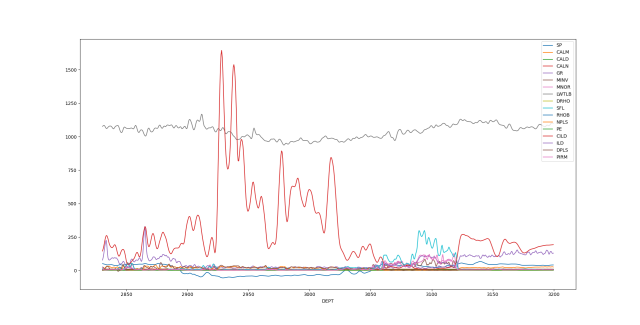 1500
1250
1000
750
500
250
0
2850
2900
2950
3000
3050
3100
3150
3200
DEPT
SP
CALM
CALD
CALN
GR
MINV
MNOR
LWTLB
DRHO
SFL
RHOB
NPLS
PE
CILD
ILD
DPLS
PIRM